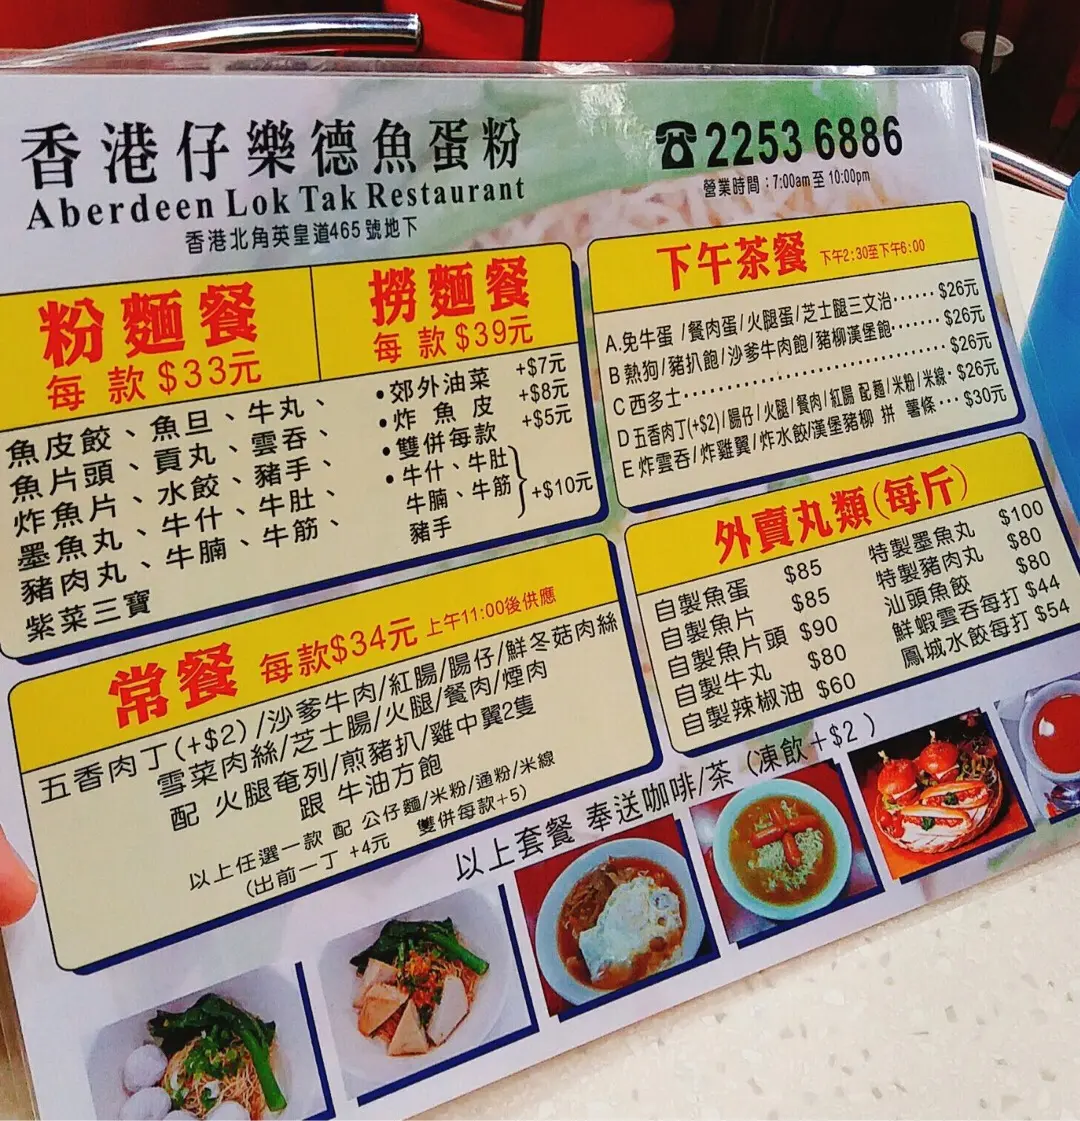 香港仔樂德魚蛋粉
Aberdeen Lok Tak Restaurant
香港北角英皇道465號地下
☎2253 6886
營業時間：7:00am至10:00pm
粉麵餐
每款$33元
撈麵餐
每款$39元
魚皮餃、魚旦、牛丸、
魚片頭、貢丸、雲吞、
炸魚片、水餃、豬手、
墨魚丸、牛什、牛肚、
豬肉丸、牛腩、牛筋、
紫菜三寶
•郊外油菜 +$7元
•炸魚皮 +$8元
•雙併每款 +$5元
•牛什、牛肚
牛腩、牛筋 +$10元
豬手
下午茶餐 下午2:30至下午6:00
A.免牛蛋/餐肉蛋/火腿蛋/芝士腿三文治······$26元
B熱狗/豬扒飽/沙爹牛肉飽/豬柳漢堡飽·······$26元
C西多士································$26元
D五香肉丁(+$2)/腸仔/火腿/餐肉/紅腸 配麵/米粉/米線·$26元
E炸雲吞/炸雞翼/炸水餃/漢堡豬柳 拼 薯條···$30元
常餐 每款$34元 上午11:00後供應
五香肉丁(+$2)/沙爹牛肉/紅腸/腸仔/鮮冬菇肉絲
雪菜肉絲/芝士腸/火腿/餐肉/煙肉
配 火腿奄列/煎豬扒/雞中翼2隻
跟 牛油方飽
以上任選一款 配 公仔麵/米粉/通粉/米線
(出前一丁 +4元 雙併每款+5)
外賣丸類(每斤)
自製魚蛋 $85
自製魚片 $85
自製魚片頭 $90
自製牛丸 $80
自製辣椒油 $60
特製墨魚丸 $100
特製豬肉丸 $80
汕頭魚餃 $80
鮮蝦雲吞每打 $44
鳳城水餃每打 $54
以上套餐 奉送咖啡/茶 (凍飲+$2)